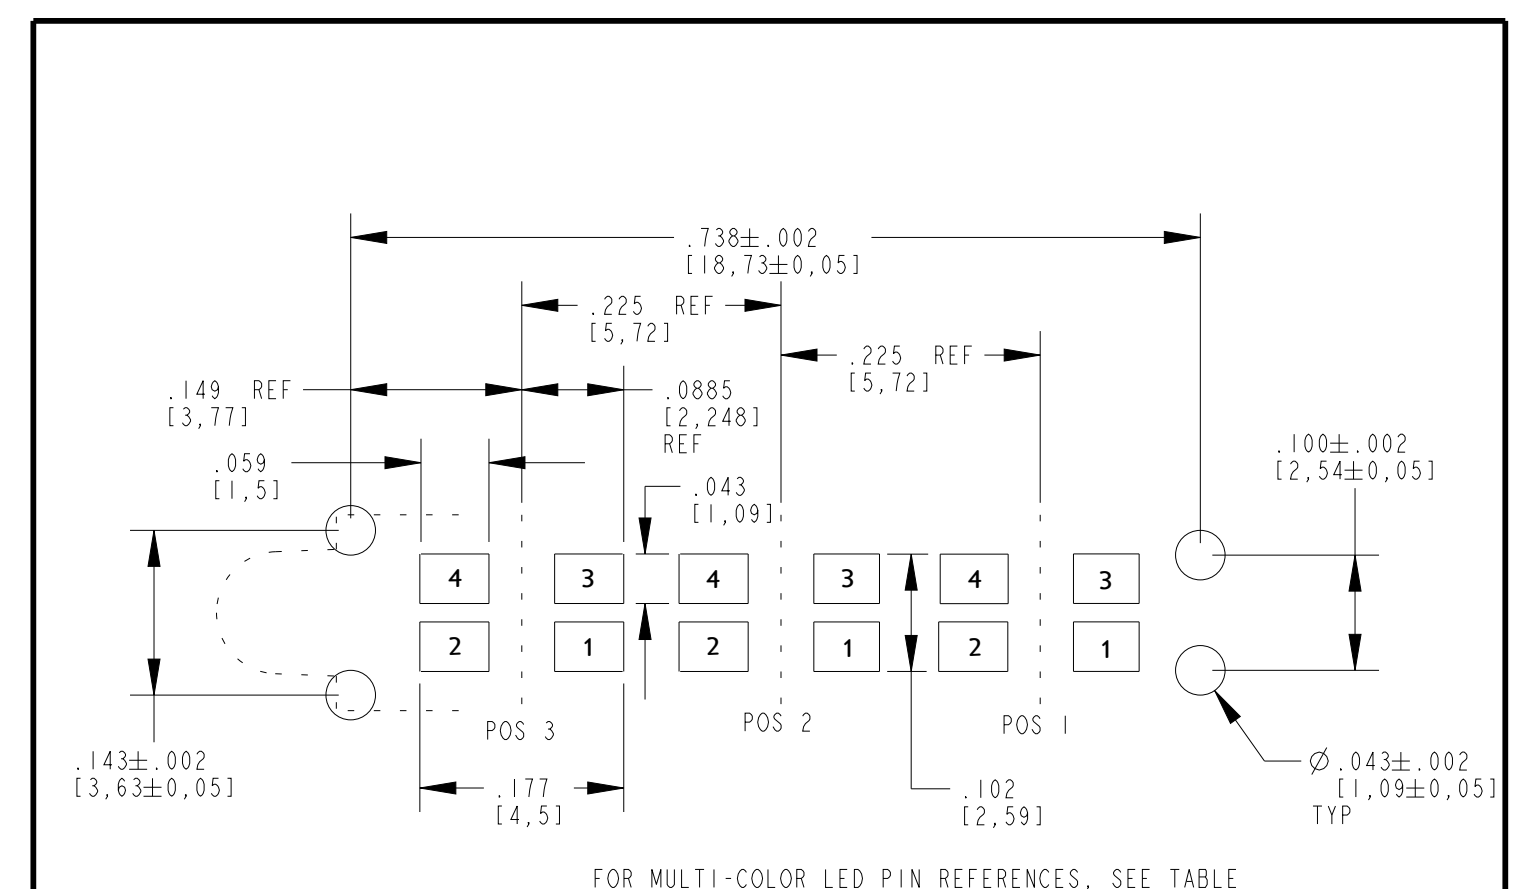 .738±.002
[18,73±0,05]
.225 REF
[5,72]
.225 REF
[5,72]
.149 REF
[3,77]
.0885
[2,248]
REF
.059
[1,5]
.043
[1,09]
.100±.002
[2,54±0,05]
4 3 4 3 4 3
2 1 2 1 2 1
POS 3
POS 2
POS 1
.143±.002
[3,63±0,05]
.177
[4,5]
.102
[2,59]
Ø.043±.002
[1,09±0,05]
TYP
FOR MULTI-COLOR LED PIN REFERENCES, SEE TABLE